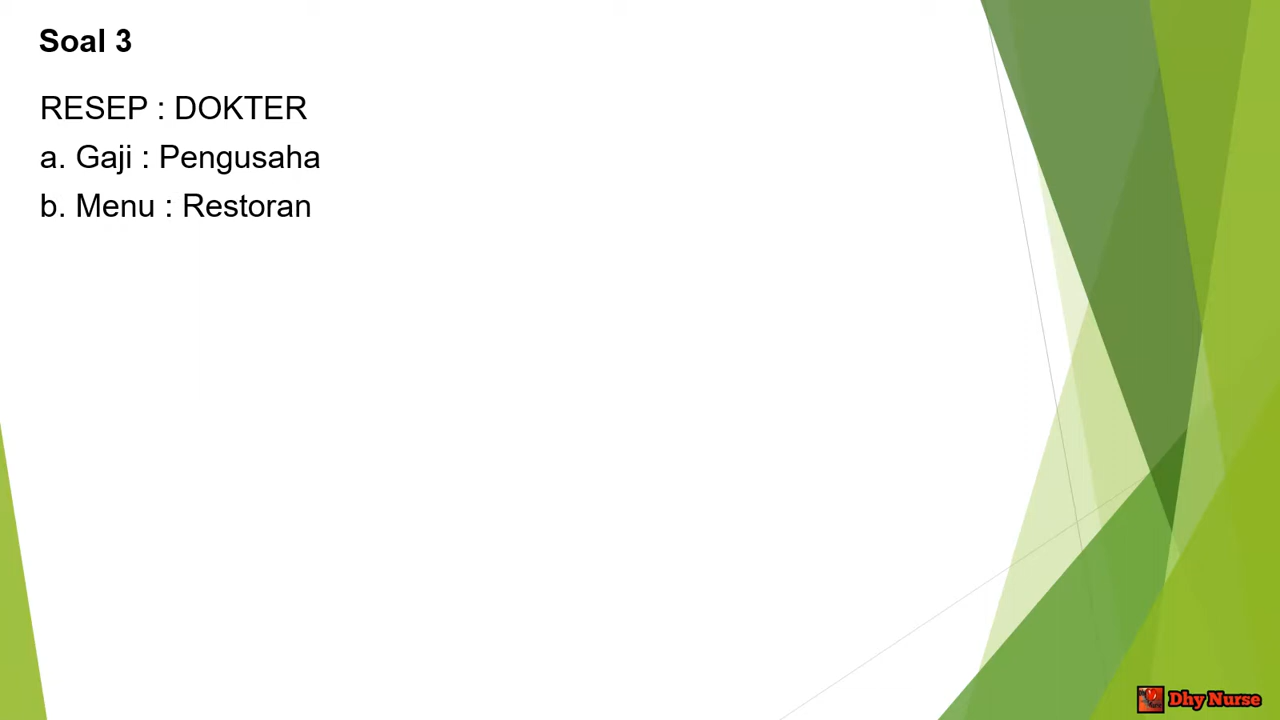 Soal 3
RESEP : DOKTER
a. Gaji : Pengusaha
b. Menu : Restoran
Dhy Nurse